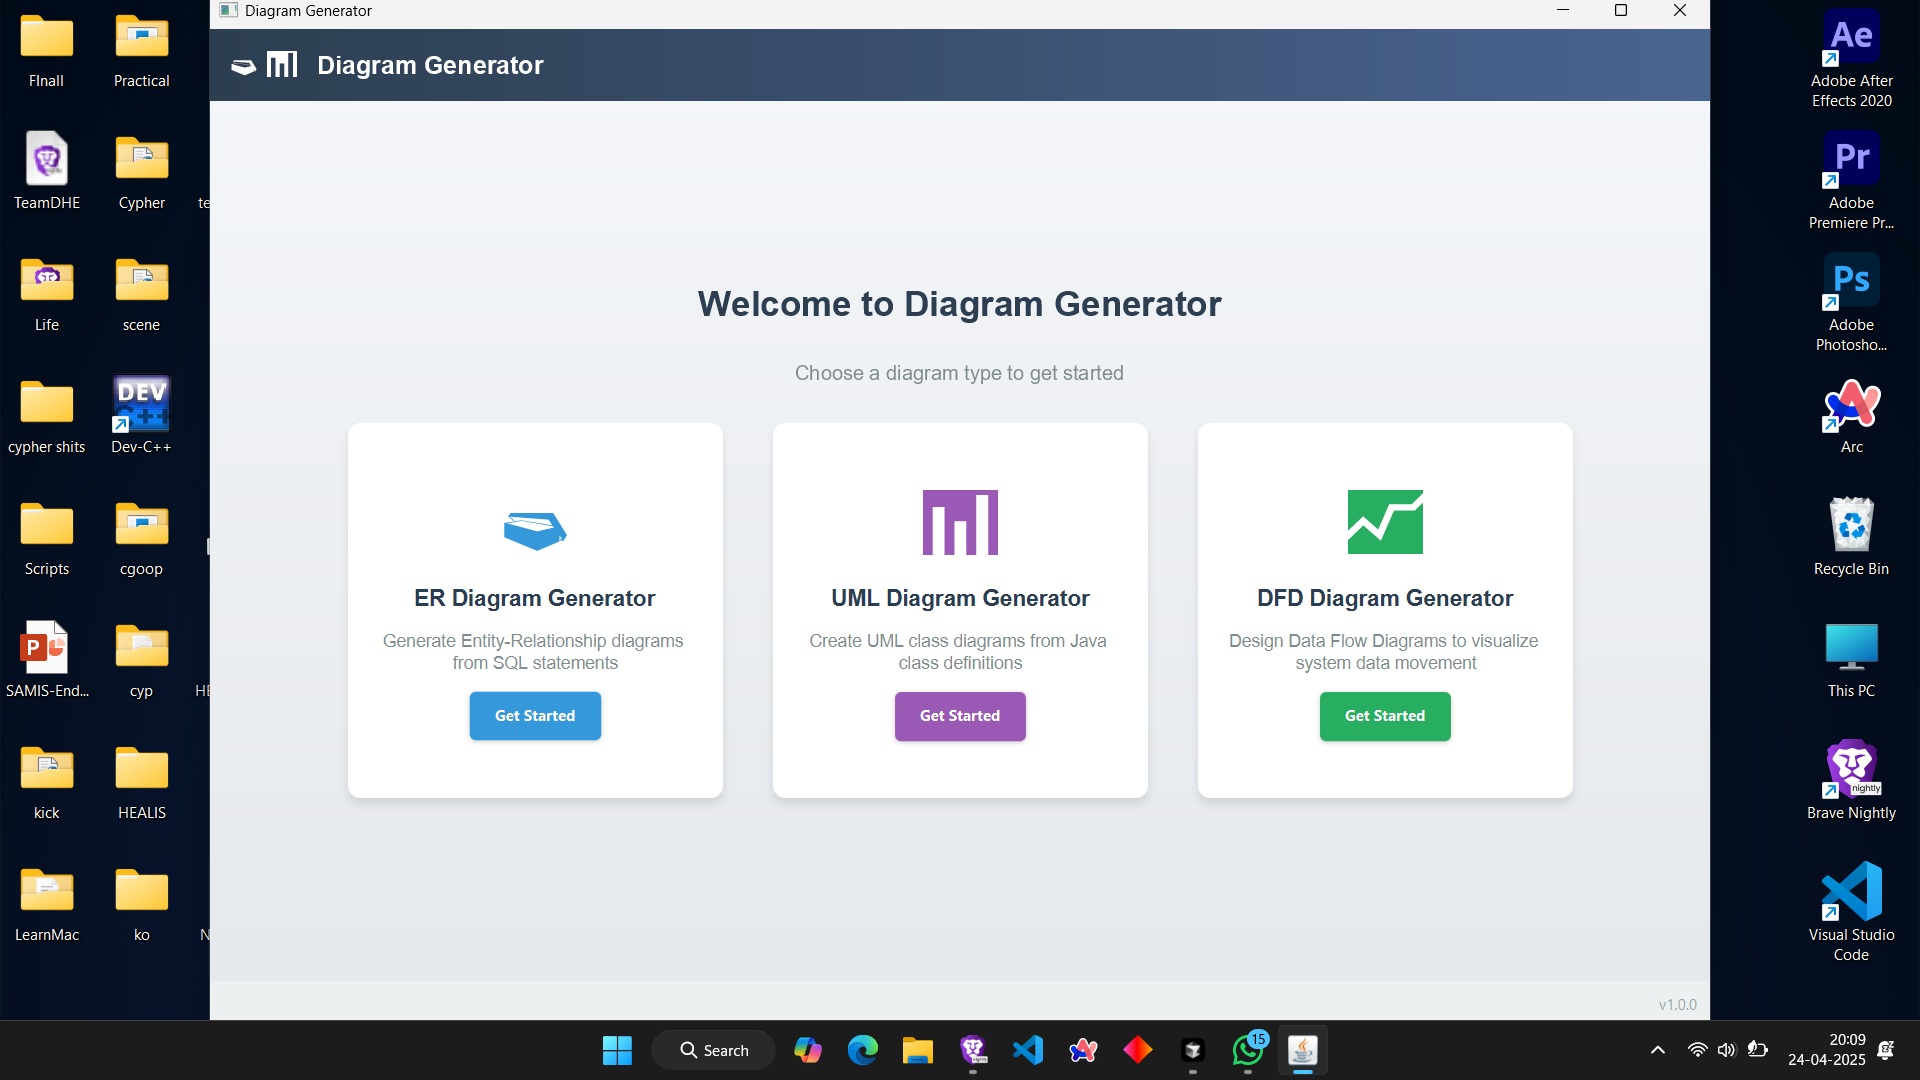 Diagram Generator
Diagram Generator
Welcome to Diagram Generator
Choose a diagram type to get started
ER Diagram Generator
Generate Entity-Relationship diagrams
from SQL statements
Get Started
UML Diagram Generator
Create UML class diagrams from Java
class definitions
Get Started
DFD Diagram Generator
Design Data Flow Diagrams to visualize
system data movement
Get Started
v1.0.0
FInall
Practical
TeamDHE
Cypher
te
Life
scene
cypher shits
DEV
C++
Dev-C++
Scripts
cgoop
P
SAMIS-End...
cyp
HE
kick
HEALIS
LearnMac
ko
N
Ae
Adobe After
Effects 2020
Pr
Adobe
Premiere Pr...
Ps
Adobe
Photosho...
Arc
Recycle Bin
This PC
nightly
Brave Nightly
Visual Studio
Code
Search
15
20:09
24-04-2025